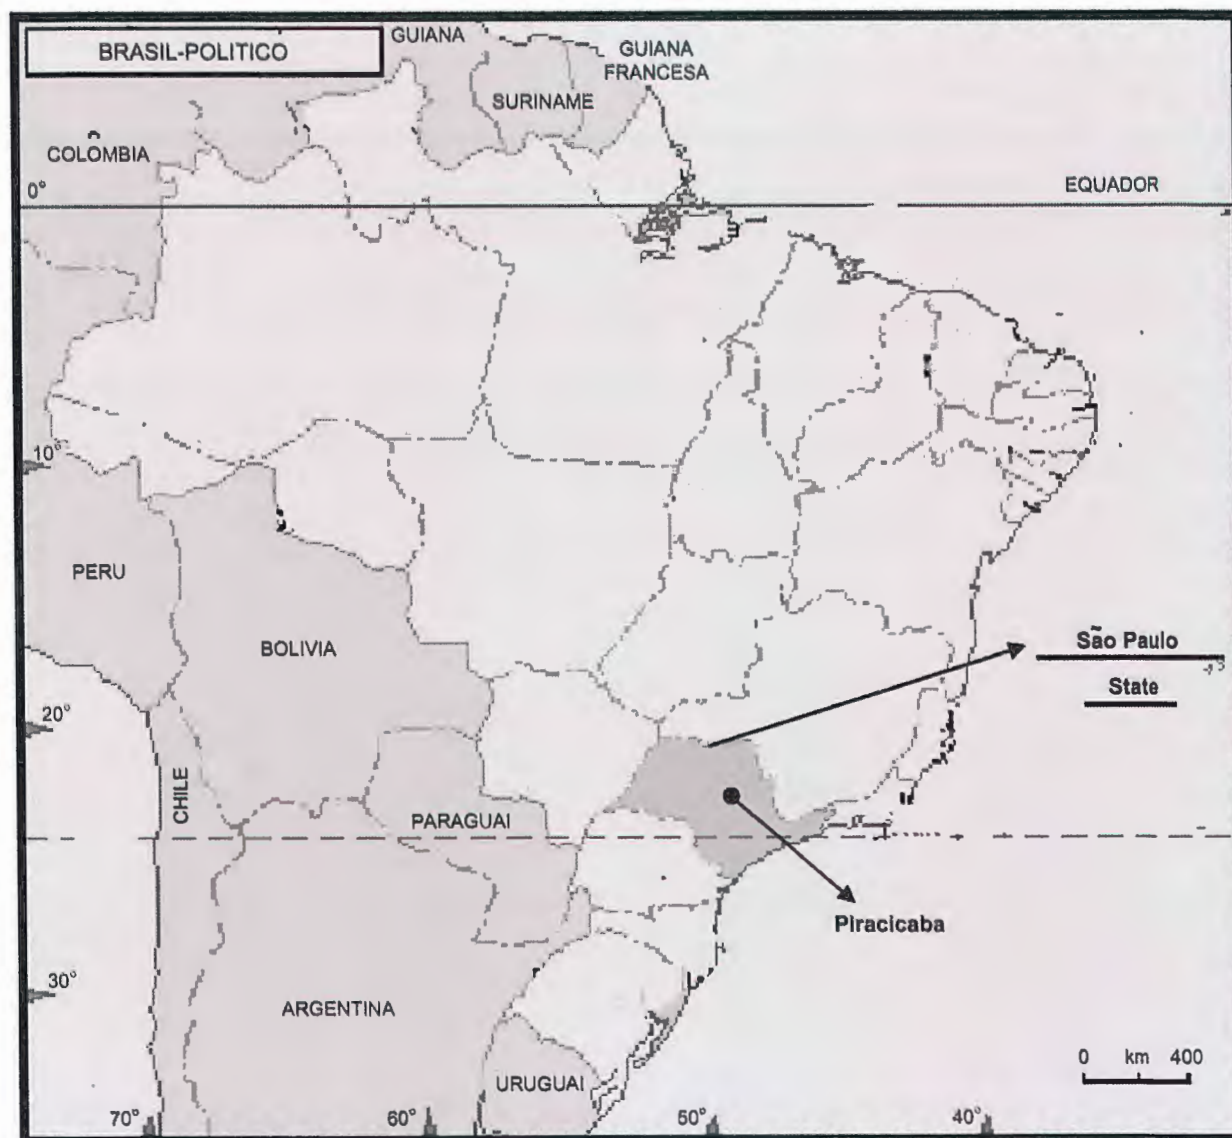 BRASIL-POLITICO
GUIANA
GUIANA
FRANCESA
SURINAME
COLOMBIA
0°
EQUADOR
10°
PERU
BOLIVIA
São Paulo
State
20°
CHILE
PARAGUAI
Piracicaba
30°
ARGENTINA
URUGUAI
0 km 400
70°
60°
50°
40°